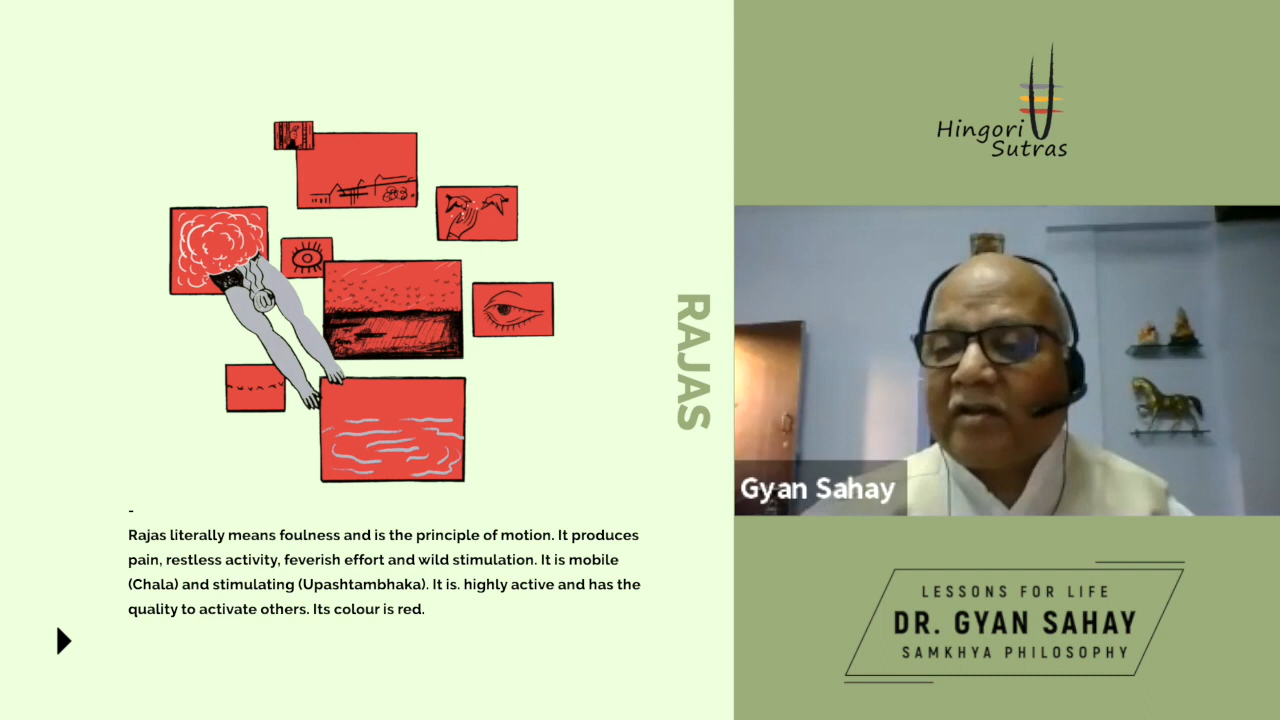 RAJAS
-
Rajas literally means foulness and is the principle of motion. It produces
pain, restless activity, feverish effort and wild stimulation. It is mobile
(Chala) and stimulating (Upashtambhaka). It is. highly active and has the
quality to activate others. Its colour is red.
Hingori
Sutras
Gyan Sahay
LESSONS FOR LIFE
DR. GYAN SAHAY
SAMKHYA PHILOSOPHY